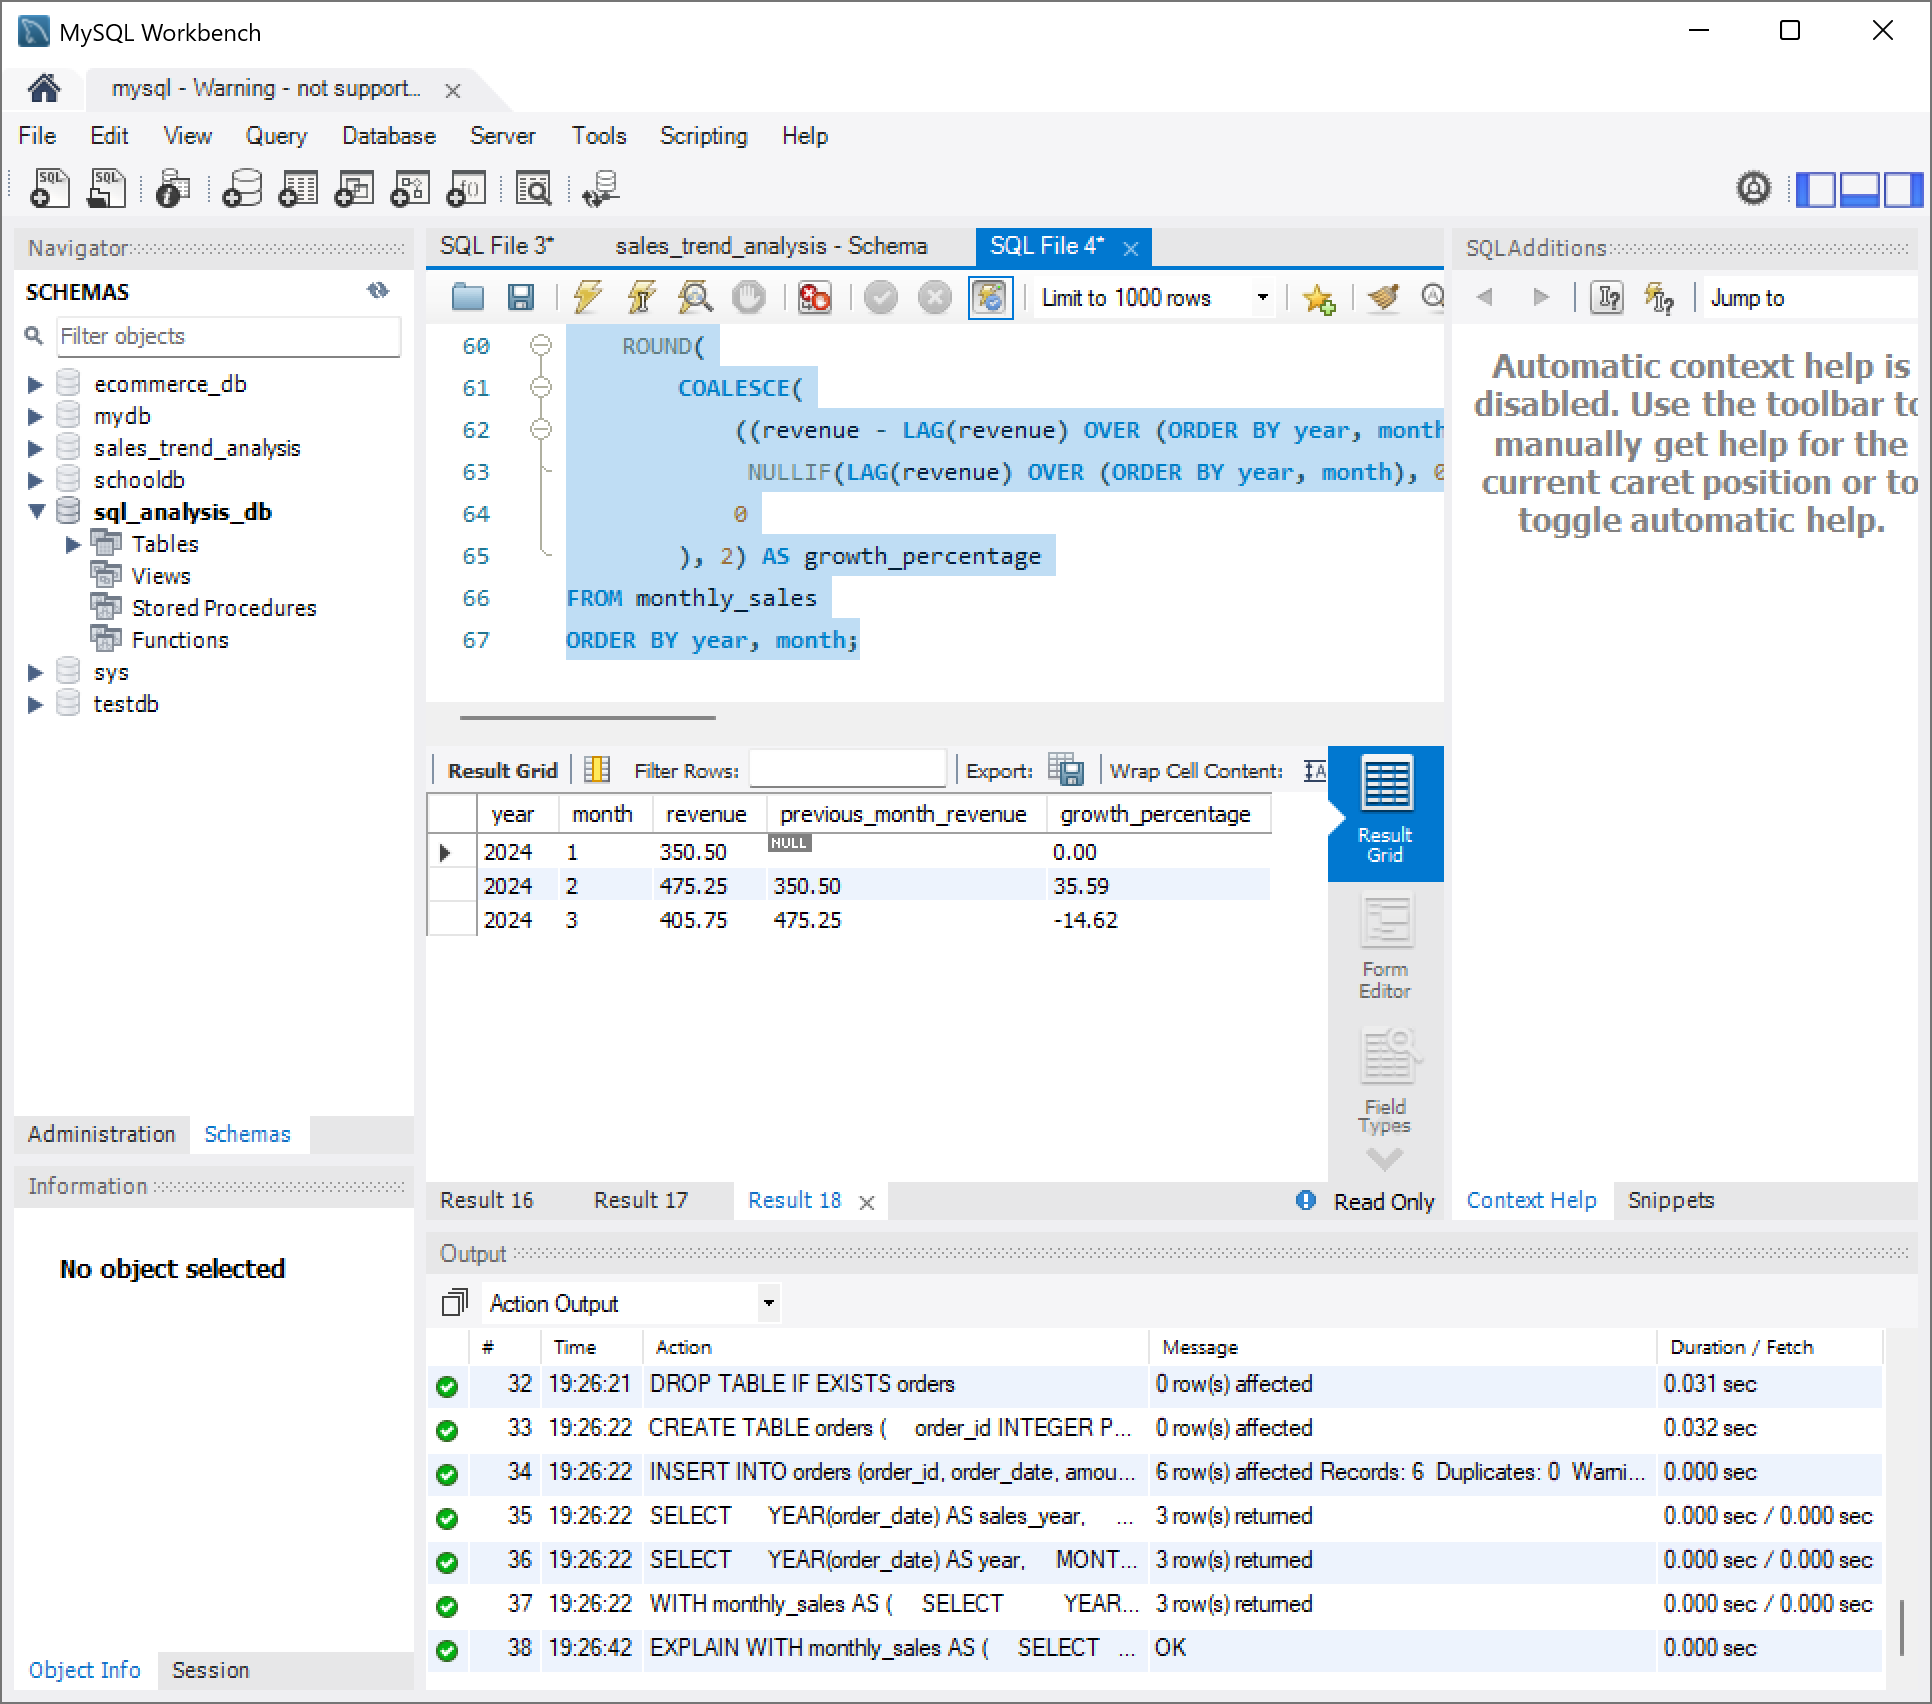 MySQL Workbench
mysql - Warning - not support...
File Edit View Query Database Server Tools Scripting Help
Navigator
SCHEMAS
Filter objects
ecommerce_db
mydb
sales_trend_analysis
schooldb
sql_analysis_db
Tables
Views
Stored Procedures
Functions
sys
testdb
Administration Schemas
Information
No object selected
Object Info Session
SQL File 3* sales_trend_analysis - Schema SQL File 4*
Limit to 1000 rows
60 ROUND(
61 COALESCE(
62 ((revenue - LAG(revenue) OVER (ORDER BY year, month
63 NULLIF(LAG(revenue) OVER (ORDER BY year, month), 0
64 0
65 ), 2) AS growth_percentage
66 FROM monthly_sales
67 ORDER BY year, month;
Result Grid Filter Rows: Export: Wrap Cell Content:
year month revenue previous_month_revenue growth_percentage
2024 1 350.50 NULL 0.00
2024 2 475.25 350.50 35.59
2024 3 405.75 475.25 -14.62
Result Grid
Form Editor
Field Types
Result 16 Result 17 Result 18 Read Only
SQLAdditions
Jump to
Automatic context help is
disabled. Use the toolbar to
manually get help for the
current caret position or to
toggle automatic help.
Context Help Snippets
Output
Action Output
# Time Action Message Duration / Fetch
32 19:26:21 DROP TABLE IF EXISTS orders 0 row(s) affected 0.031 sec
33 19:26:22 CREATE TABLE orders ( order_id INTEGER P... 0 row(s) affected 0.032 sec
34 19:26:22 INSERT INTO orders (order_id, order_date, amou... 6 row(s) affected Records: 6 Duplicates: 0 Warni... 0.000 sec
35 19:26:22 SELECT YEAR(order_date) AS sales_year, ... 3 row(s) returned 0.000 sec / 0.000 sec
36 19:26:22 SELECT YEAR(order_date) AS year, MONT... 3 row(s) returned 0.000 sec / 0.000 sec
37 19:26:22 WITH monthly_sales AS ( SELECT YEAR... 3 row(s) returned 0.000 sec / 0.000 sec
38 19:26:42 EXPLAIN WITH monthly_sales AS ( SELECT ... OK 0.000 sec